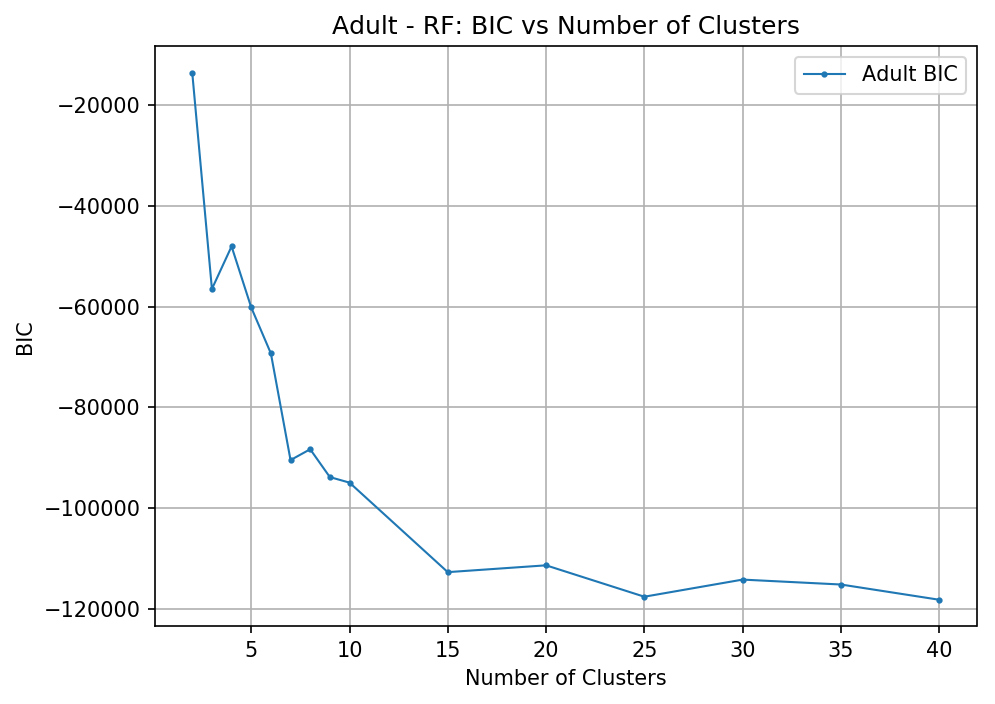 Adult - RF: BIC vs Number of Clusters
Adult BIC
−20000
−40000
−60000
−80000
−100000
−120000
BIC
5 10 15 20 25 30 35 40
Number of Clusters